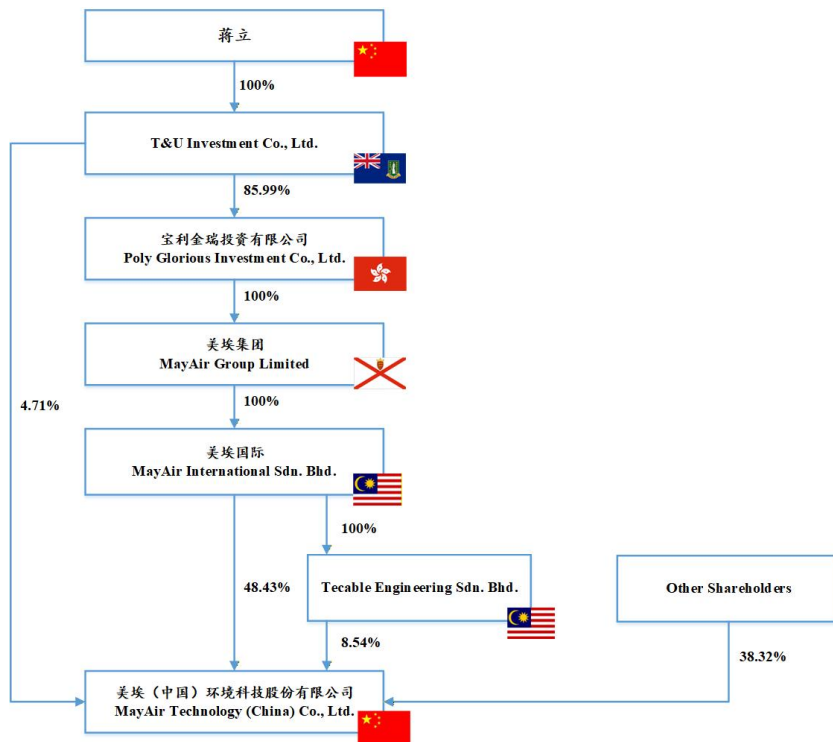 蒋立
100%
T&U Investment Co., Ltd.
85.99%
宝利金瑞投资有限公司
Poly Glorious Investment Co., Ltd.
100%
美埃集团
MayAir Group Limited
4.71%
100%
美埃国际
MayAir International Sdn. Bhd.
100%
48.43%
Tecable Engineering Sdn. Bhd.
Other Shareholders
8.54%
38.32%
美埃（中国）环境科技股份有限公司
MayAir Technology (China) Co., Ltd.